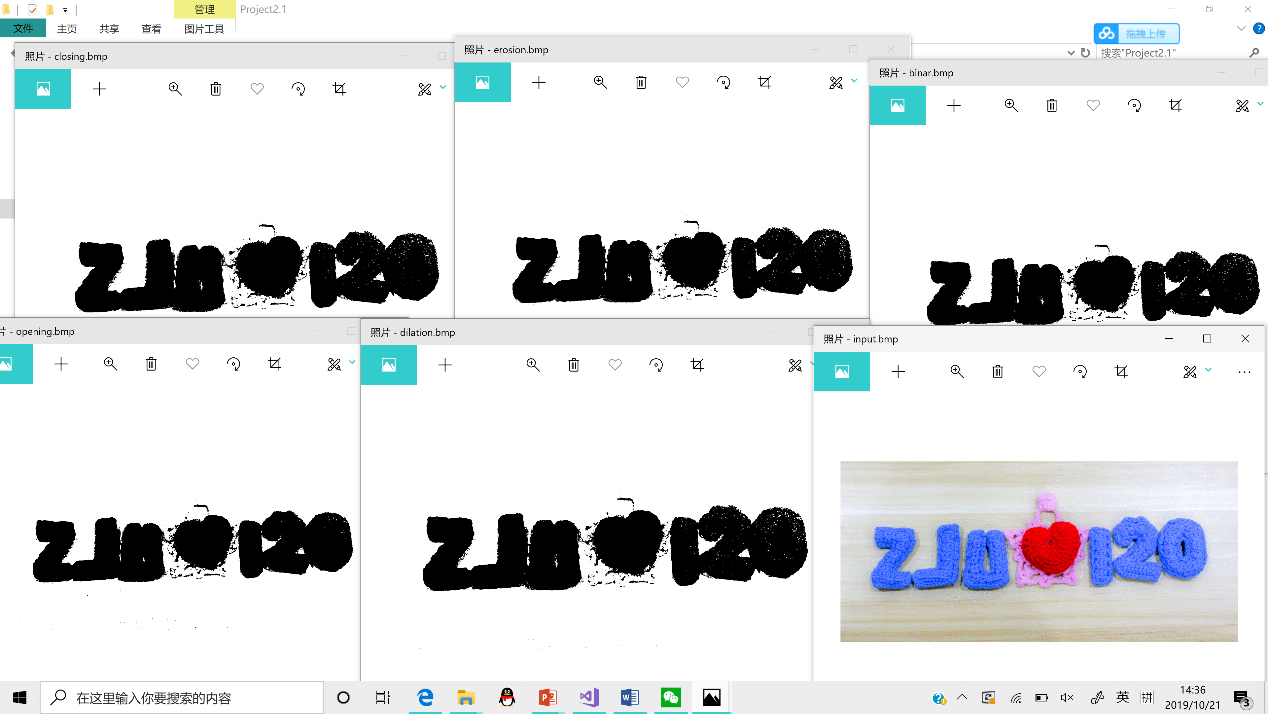 管理
Project2.1
文件
主页
共享
查看
图片工具
拖拽上传
搜索"Project2.1"
照片 - closing.bmp
照片 - erosion.bmp
照片 - binar.bmp
ZJU 120
ZJU 120
ZJU 120
片 - opening.bmp
照片 - dilation.bmp
照片 - input.bmp
ZJU 120
ZJU 120
ZJU 120
在这里输入你要搜索的内容
英
拼
14:36
2019/10/21
3